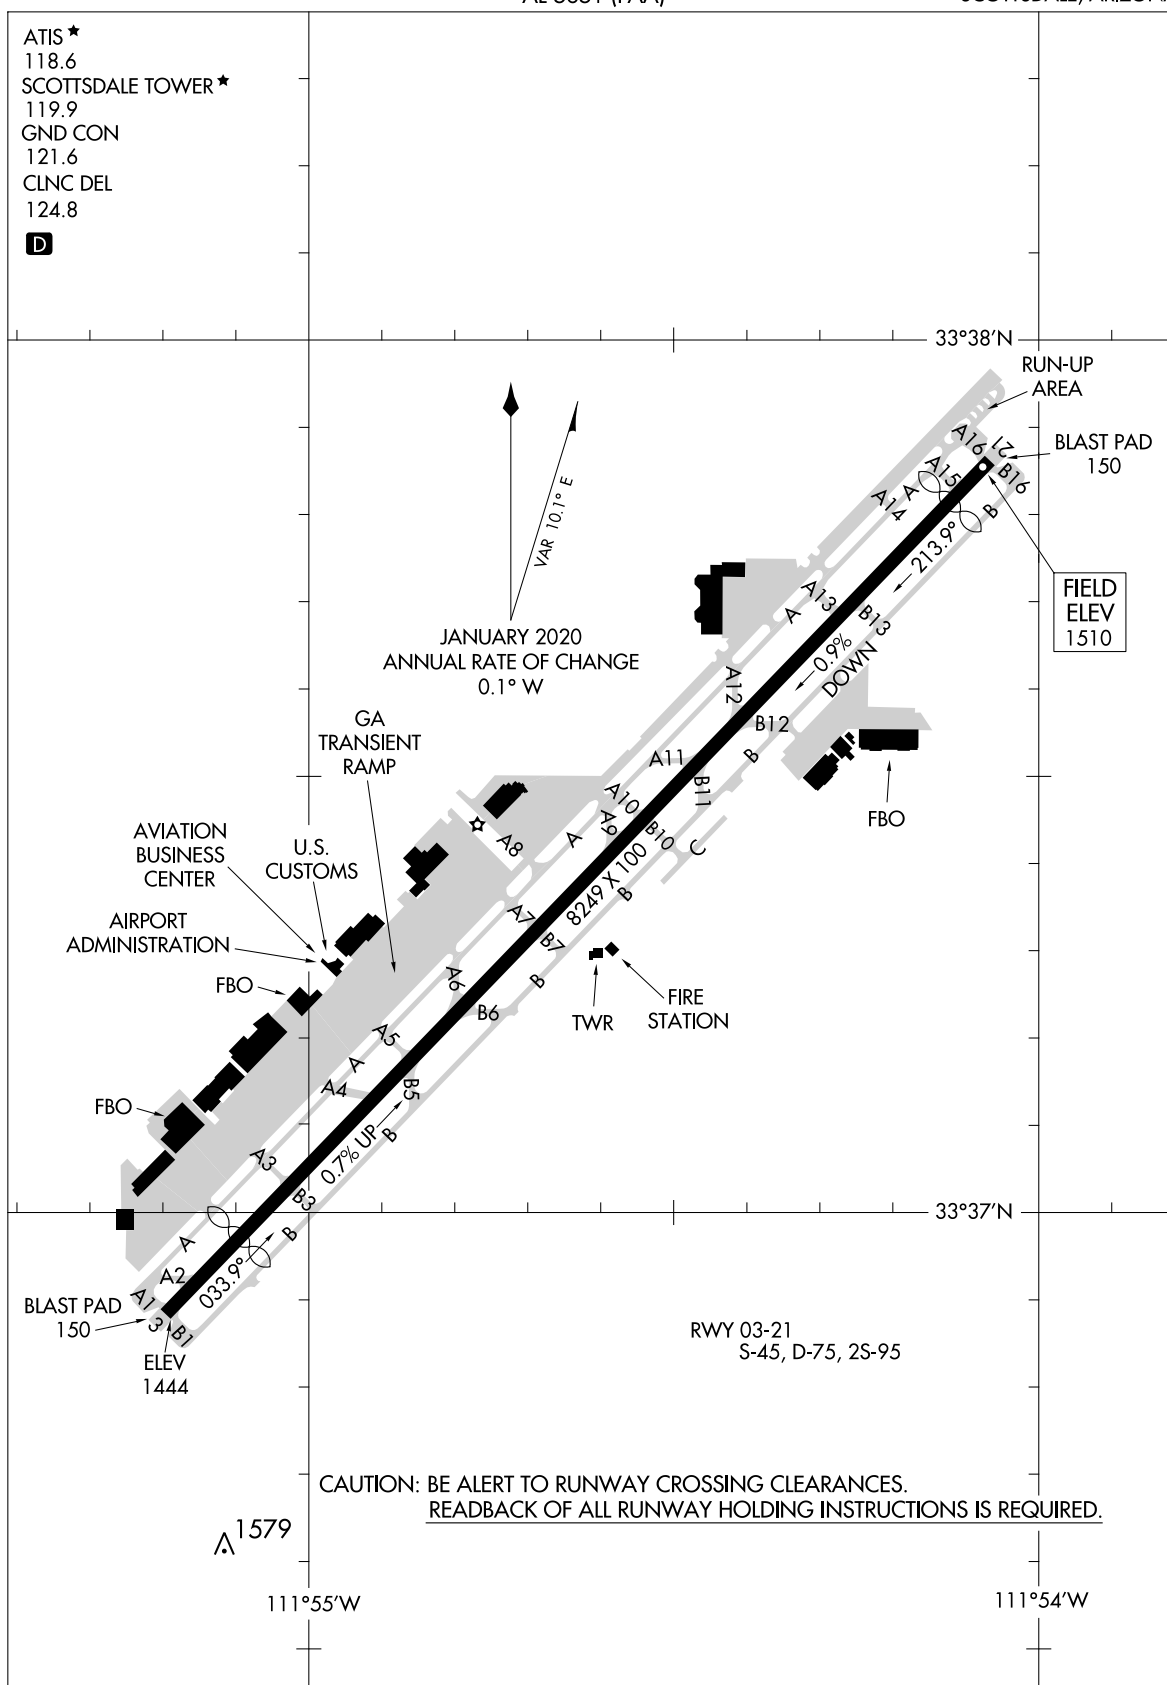 ATIS ★
118.6
SCOTTSDALE TOWER ★
119.9
GND CON
121.6
CLNC DEL
124.8
D
33°38'N
RUN-UP
AREA
BLAST PAD
150
A16
21
B16
A15
A
A14
B
213.9°
VAR 10.1° E
FIELD
ELEV
1510
A13
A
B13
JANUARY 2020
ANNUAL RATE OF CHANGE
0.1° W
0.9%
DOWN
A12
B12
GA
TRANSIENT
RAMP
A11
B
B11
A10
A9
B10
C
FBO
A
A8
8249 X 100
B
AVIATION
BUSINESS
CENTER
U.S.
CUSTOMS
AIRPORT
ADMINISTRATION
A7
B7
FBO
A6
B
B6
TWR
FIRE
STATION
A5
A
A4
B5
FBO
B
0.7% UP
A3
B3
33°37'N
A
B
A2
033.9°
A1
3
B1
BLAST PAD
150
ELEV
1444
RWY 03-21
S-45, D-75, 2S-95
CAUTION: BE ALERT TO RUNWAY CROSSING CLEARANCES.
READBACK OF ALL RUNWAY HOLDING INSTRUCTIONS IS REQUIRED.
1579
111°55'W
111°54'W